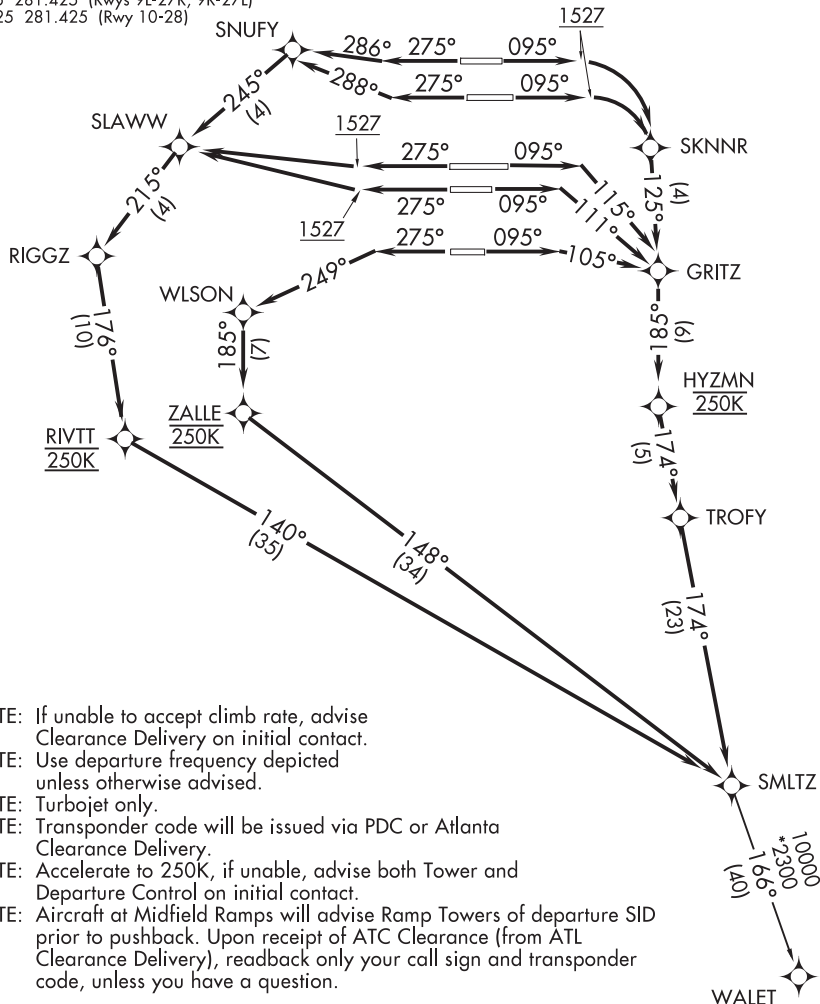 281.425 (Rwys 9L-27R, 9R-27L)
25 281.425 (Rwy 10-28)
SNUFY
1527
286° 275° 095°
288° 275° 095°
245°
(4)
SLAWW
1527
275° 095°
SKNNR
125°
(4)
215°
(4)
275° 095°
1527
115°
111°
RIGGZ
275° 095°
105°
GRITZ
249°
WLSON
176°
(10)
185°
(7)
185°
(6)
HYZMN
250K
ZALLE
250K
RIVTT
250K
174°
(5)
TROFY
140°
(35)
148°
(34)
174°
(23)
TE: If unable to accept climb rate, advise
Clearance Delivery on initial contact.
TE: Use departure frequency depicted
unless otherwise advised.
TE: Turbojet only.
TE: Transponder code will be issued via PDC or Atlanta
Clearance Delivery.
TE: Accelerate to 250K, if unable, advise both Tower and
Departure Control on initial contact.
TE: Aircraft at Midfield Ramps will advise Ramp Towers of departure SID
prior to pushback. Upon receipt of ATC Clearance (from ATL
Clearance Delivery), readback only your call sign and transponder
code, unless you have a question.
SMLTZ
10000
*2300
166°
(40)
WALET